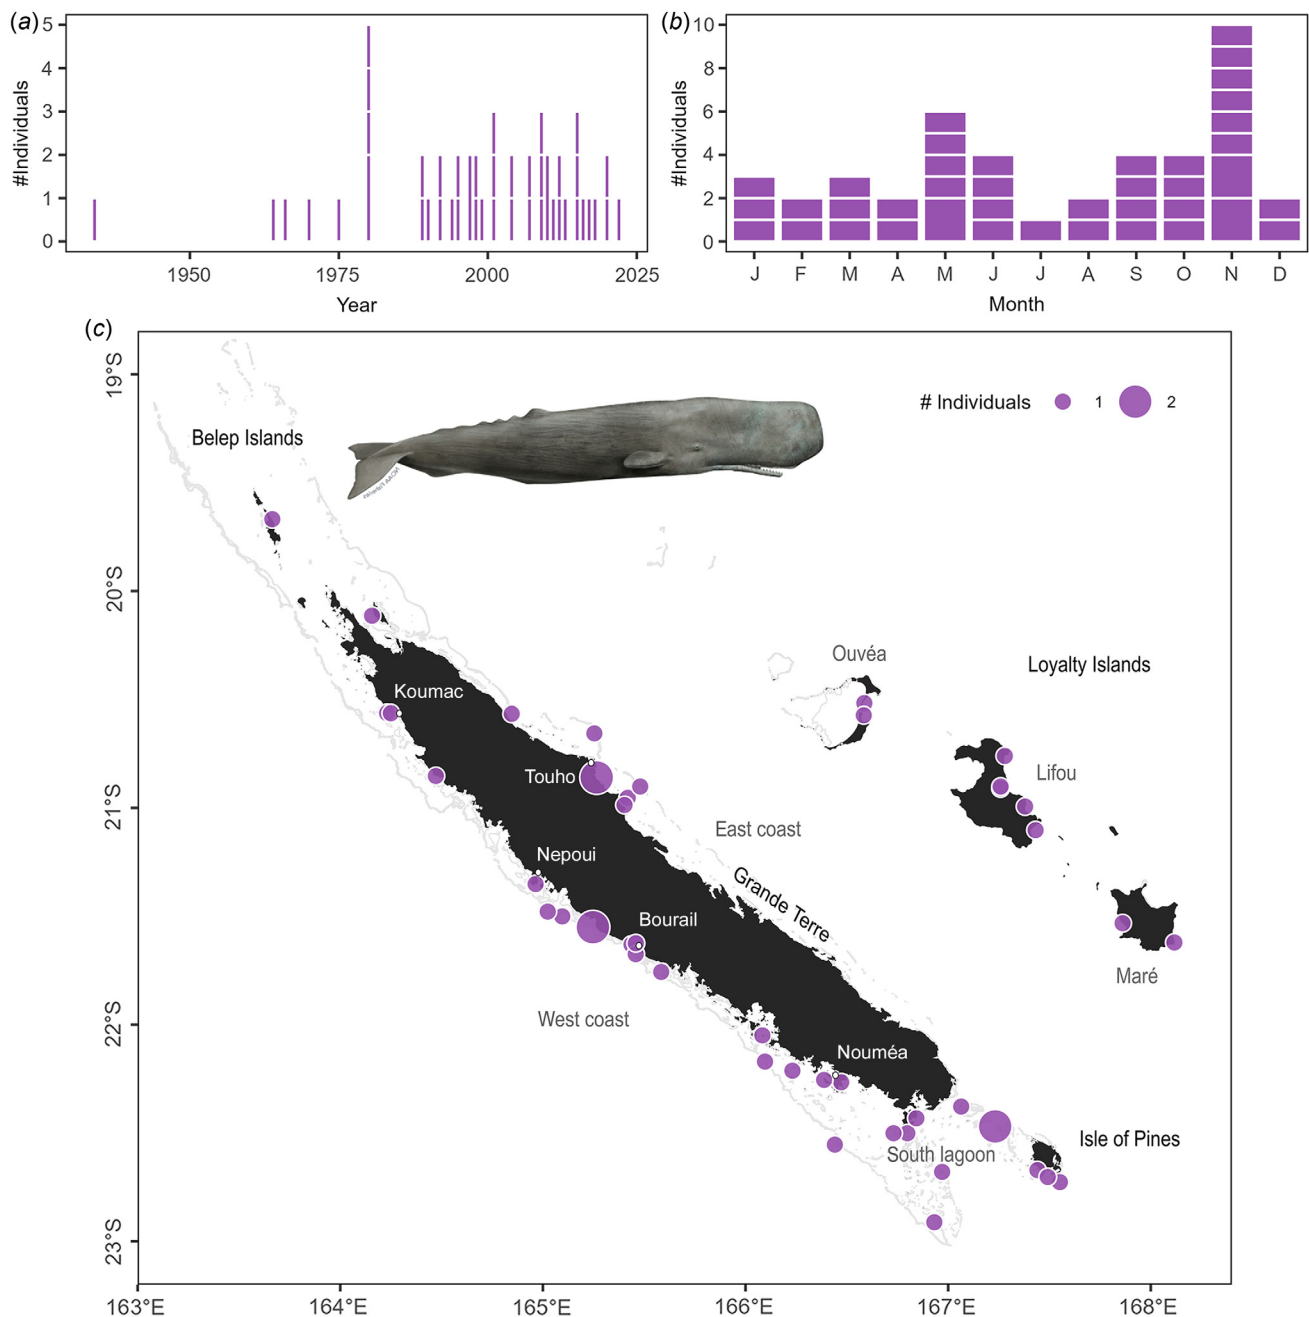 (a)
5
4
3
2
1
0
#Individuals
1950
1975
2000
2025
Year
(b)
10
8
6
4
2
0
#Individuals
J F M A M J J A S O N D
Month
(c)
19°S
20°S
21°S
22°S
23°S
163°E
164°E
165°E
166°E
167°E
168°E
# Individuals 1 2
Belep Islands
Ouvéa
Loyalty Islands
Koumac
Touho
Lifou
East coast
Nepoui
Grande Terre
Bourail
Maré
West coast
Nouméa
Isle of Pines
South lagoon